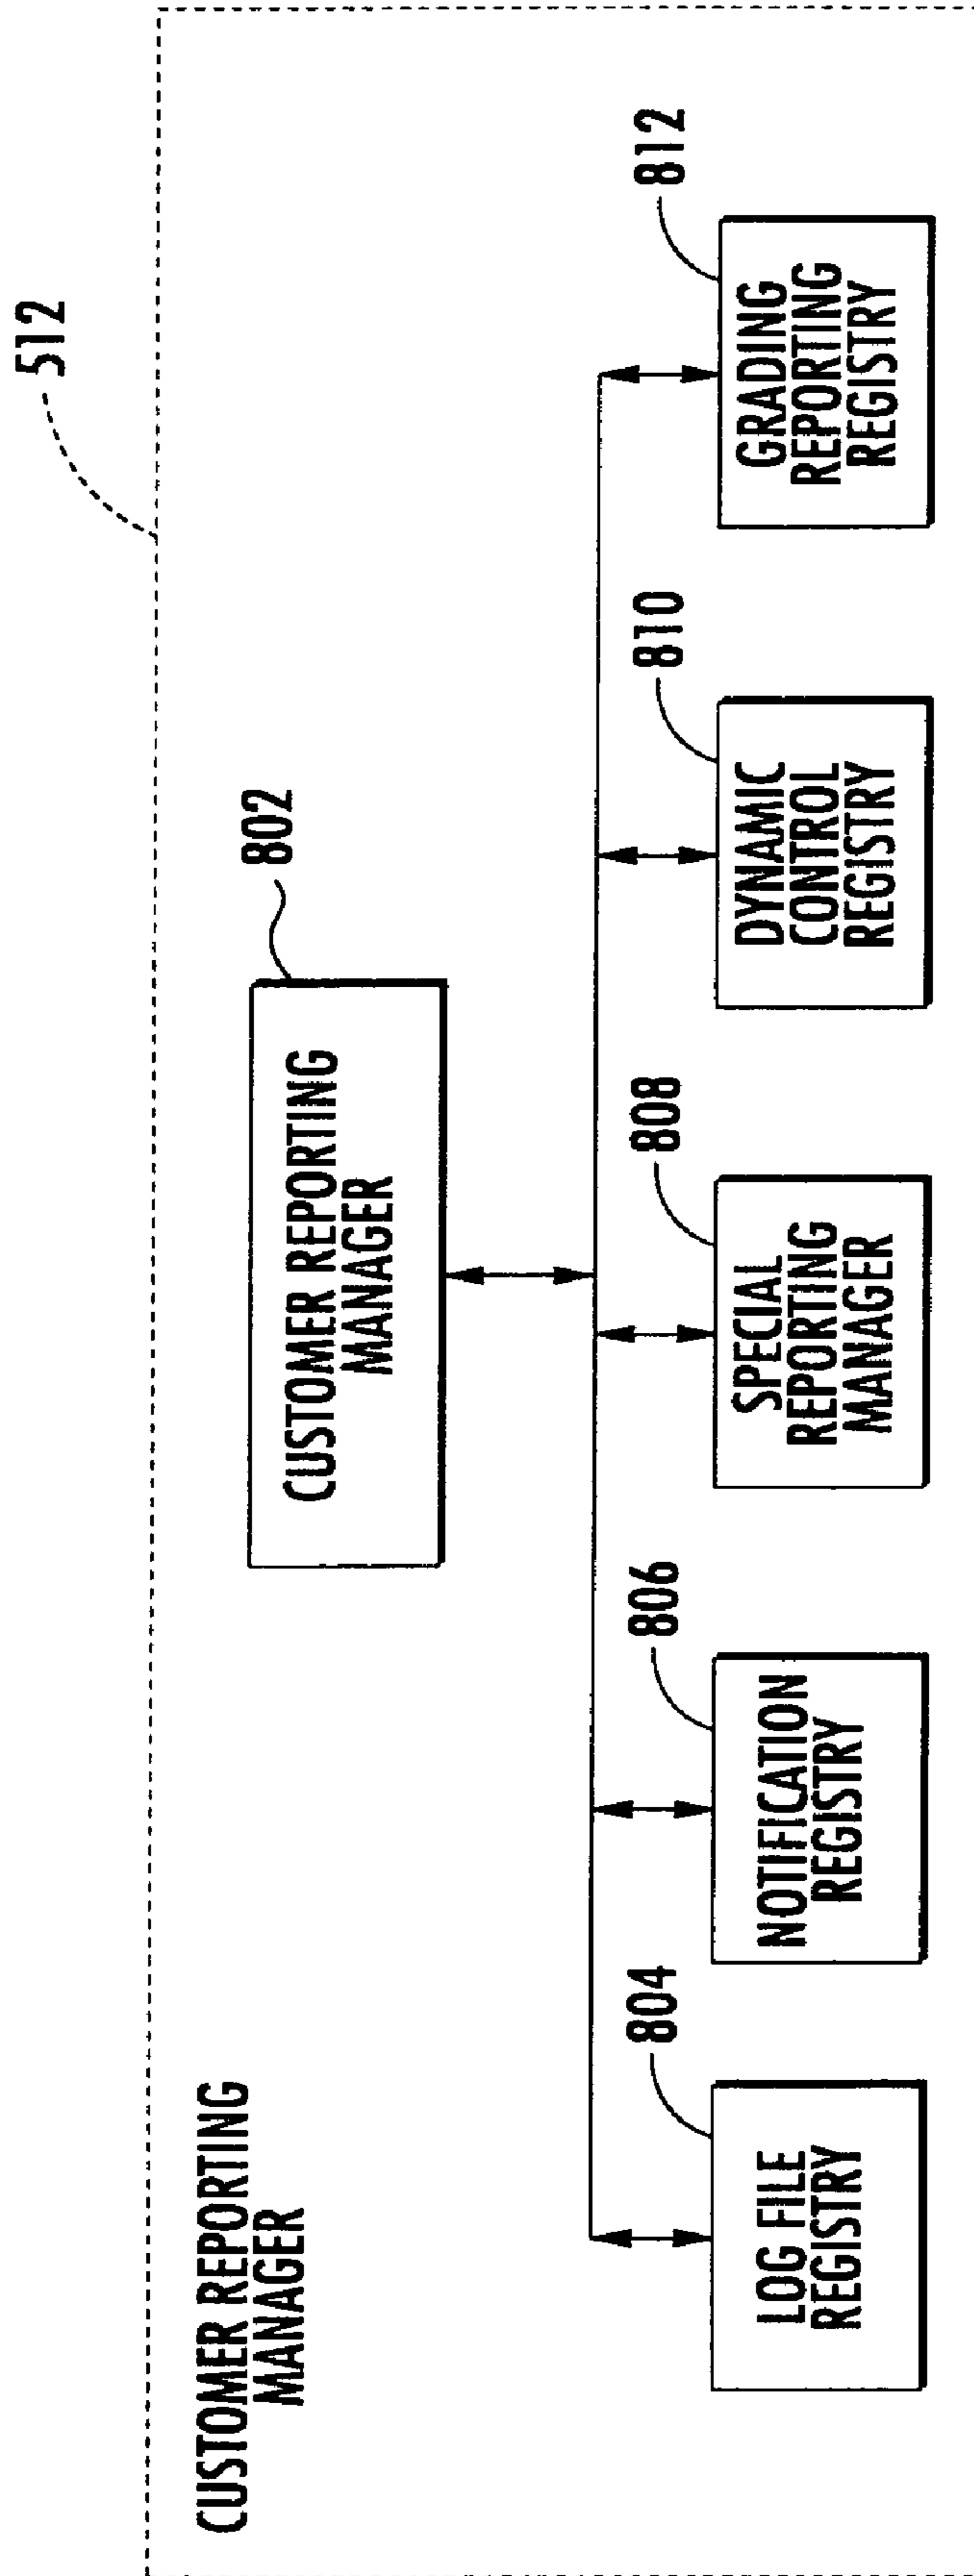 512
CUSTOMER REPORTING
MANAGER
802
CUSTOMER REPORTING
MANAGER
804
LOG FILE
REGISTRY
806
NOTIFICATION
REGISTRY
808
SPECIAL
REPORTING
MANAGER
810
DYNAMIC
CONTROL
REGISTRY
812
GRADING
REPORTING
REGISTRY